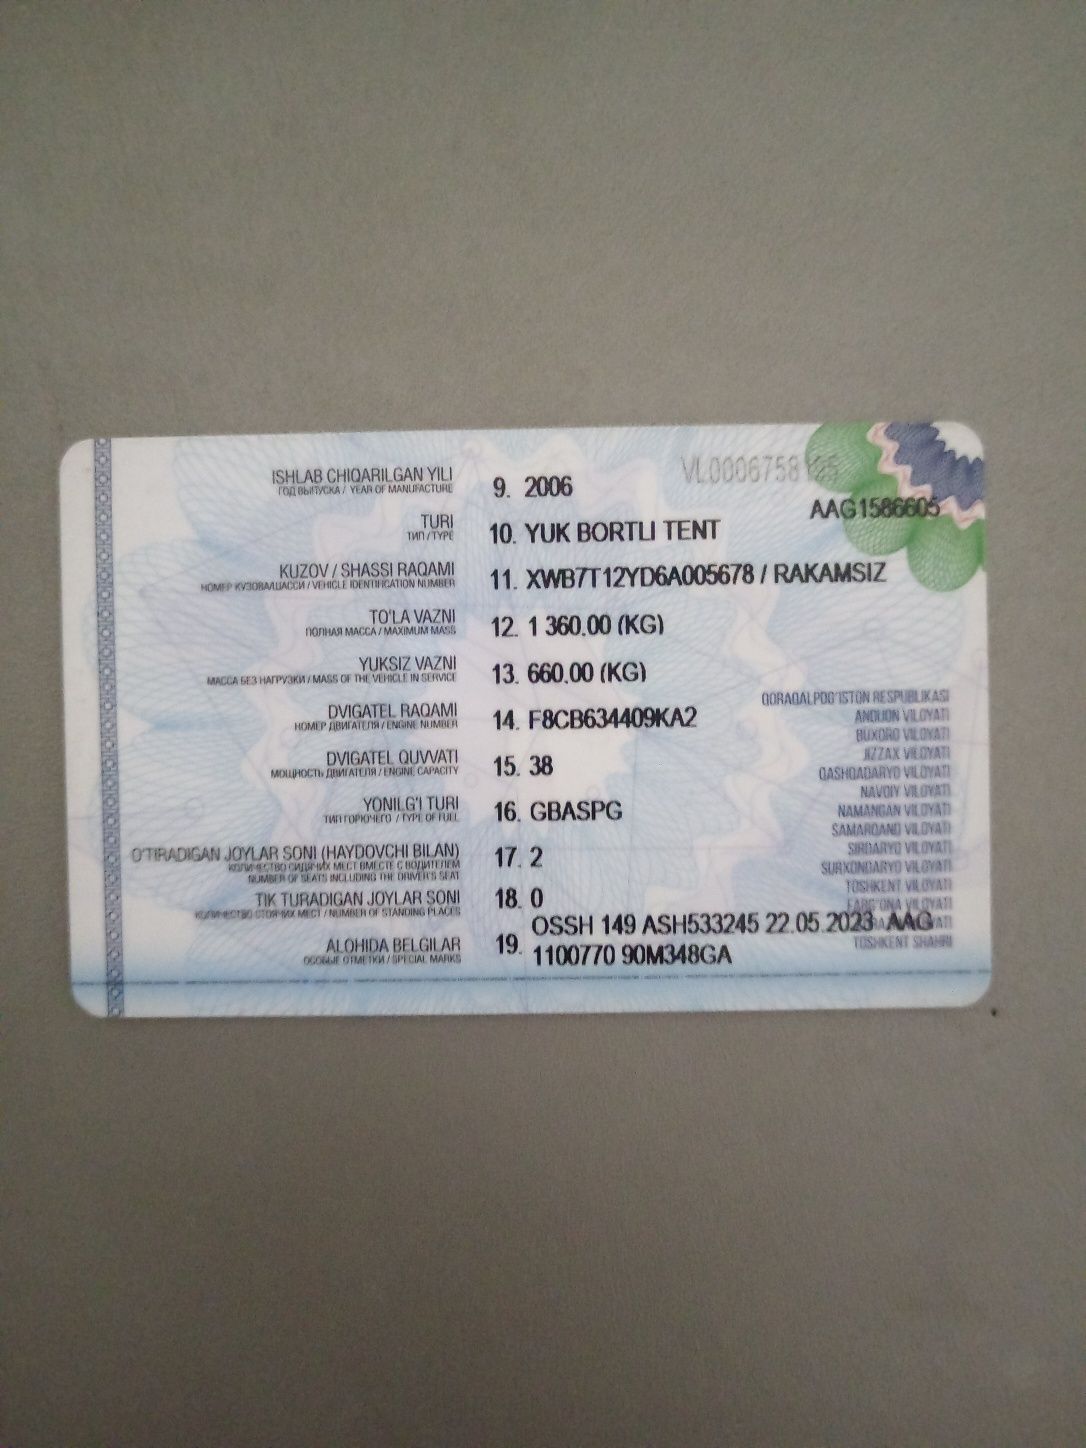 VL0006758105
AAG1586605
ISHLAB CHIQARILGAN YILI
ГОД ВЫПУСКА / YEAR OF MANUFACTURE
9. 2006
TURI
ТИП / TYPE
10. YUK BORTLI TENT
KUZOV / SHASSI RAQAMI
НОМЕР КУЗОВА/ШАССИ / VEHICLE IDENTIFICATION NUMBER
11. XWB7T12YD6A005678 / RAKAMSIZ
TO'LA VAZNI
ПОЛНАЯ МАССА / MAXIMUM MASS
12. 1 360.00 (KG)
YUKSIZ VAZNI
МАССА БЕЗ НАГРУЗКИ / MASS OF THE VEHICLE IN SERVICE
13. 660.00 (KG)
DVIGATEL RAQAMI
НОМЕР ДВИГАТЕЛЯ / ENGINE NUMBER
14. F8CB634409KA2
DVIGATEL QUVVATI
МОЩНОСТЬ ДВИГАТЕЛЯ / ENGINE CAPACITY
15. 38
YONILG'I TURI
ТИП ГОРЮЧЕГО / TYPE OF FUEL
16. GBASPG
O'TIRADIGAN JOYLAR SONI (HAYDOVCHI BILAN)
КОЛИЧЕСТВО СИДЯЧИХ МЕСТ ВМЕСТЕ С ВОДИТЕЛЕМ
NUMBER OF SEATS INCLUDING THE DRIVER'S SEAT
17. 2
TIK TURADIGAN JOYLAR SONI
КОЛИЧЕСТВО СТОЯЧИХ МЕСТ / NUMBER OF STANDING PLACES
18. 0
ALOHIDA BELGILAR
ОСОБЫЕ ОТМЕТКИ / SPECIAL MARKS
19. OSSH 149 ASH533245 22.05.2023 AAG
1100770 90M348GA
QORAQALPOG'ISTON RESPUBLIKASI
ANDIJON VILOYATI
BUXORO VILOYATI
JIZZAX VILOYATI
QASHQADARYO VILOYATI
NAVOIY VILOYATI
NAMANGAN VILOYATI
SAMARQAND VILOYATI
SIRDARYO VILOYATI
SURXONDARYO VILOYATI
TOSHKENT VILOYATI
FARG'ONA VILOYATI
TOSHKENT SHAHRI